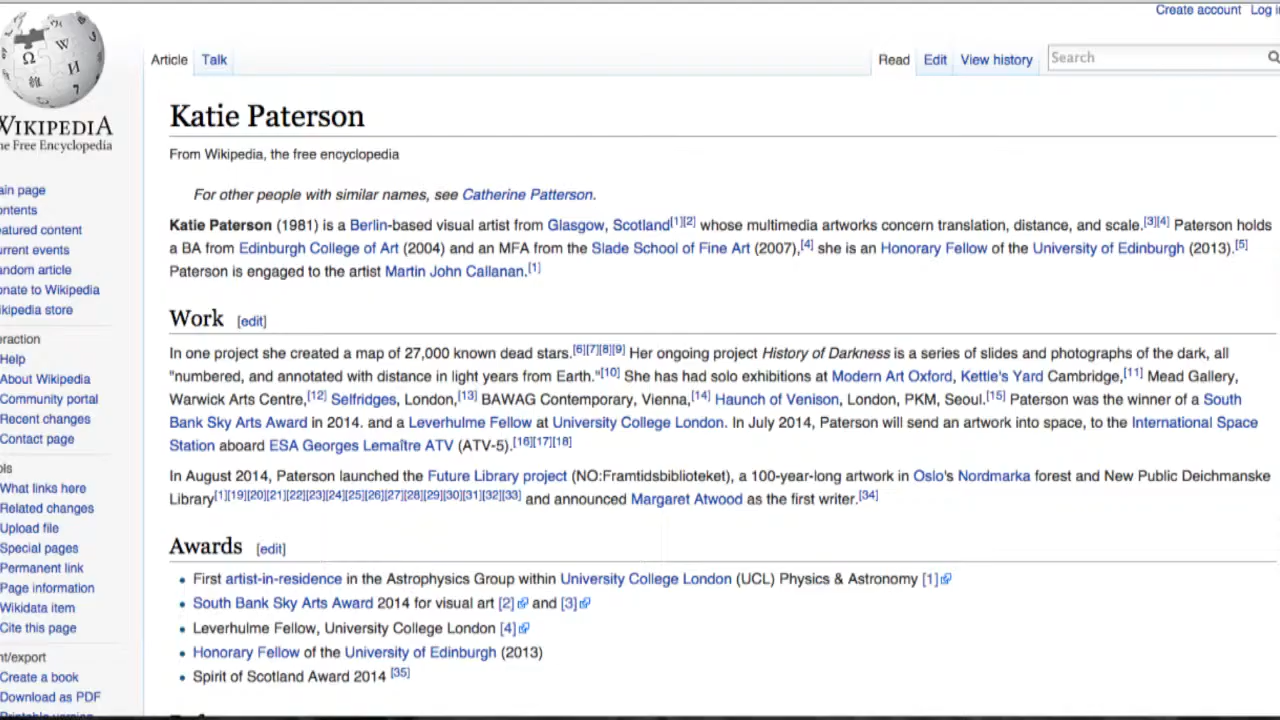 Create account Log i
Article Talk Read Edit View history Search
WIKIPEDIA
he Free Encyclopedia
Katie Paterson
From Wikipedia, the free encyclopedia
ain page
For other people with similar names, see Catherine Patterson.
ontents
eatured content
Katie Paterson (1981) is a Berlin-based visual artist from Glasgow, Scotland[1][2] whose multimedia artworks concern translation, distance, and scale.[3][4] Paterson holds
urrent events
a BA from Edinburgh College of Art (2004) and an MFA from the Slade School of Fine Art (2007),[4] she is an Honorary Fellow of the University of Edinburgh (2013).[5]
andom article
Paterson is engaged to the artist Martin John Callanan.[1]
onate to Wikipedia
ikipedia store
Work [edit]
eraction
In one project she created a map of 27,000 known dead stars.[6][7][8][9] Her ongoing project History of Darkness is a series of slides and photographs of the dark, all
Help
"numbered, and annotated with distance in light years from Earth."[10] She has had solo exhibitions at Modern Art Oxford, Kettle's Yard Cambridge,[11] Mead Gallery,
About Wikipedia
Community portal
Warwick Arts Centre,[12] Selfridges, London,[13] BAWAG Contemporary, Vienna,[14] Haunch of Venison, London, PKM, Seoul.[15] Paterson was the winner of a South
Recent changes
Bank Sky Arts Award in 2014. and a Leverhulme Fellow at University College London. In July 2014, Paterson will send an artwork into space, to the International Space
Contact page
Station aboard ESA Georges Lemaître ATV (ATV-5).[16][17][18]
ols
In August 2014, Paterson launched the Future Library project (NO:Framtidsbiblioteket), a 100-year-long artwork in Oslo's Nordmarka forest and New Public Deichmanske
What links here
Library[1][19][20][21][22][23][24][25][26][27][28][29][30][31][32][33] and announced Margaret Atwood as the first writer.[34]
Related changes
Upload file
Awards [edit]
Special pages
Permanent link
First artist-in-residence in the Astrophysics Group within University College London (UCL) Physics & Astronomy [1]
Page information
South Bank Sky Arts Award 2014 for visual art [2] and [3]
Wikidata item
Leverhulme Fellow, University College London [4]
Cite this page
Honorary Fellow of the University of Edinburgh (2013)
nt/export
Spirit of Scotland Award 2014 [35]
Create a book
Download as PDF